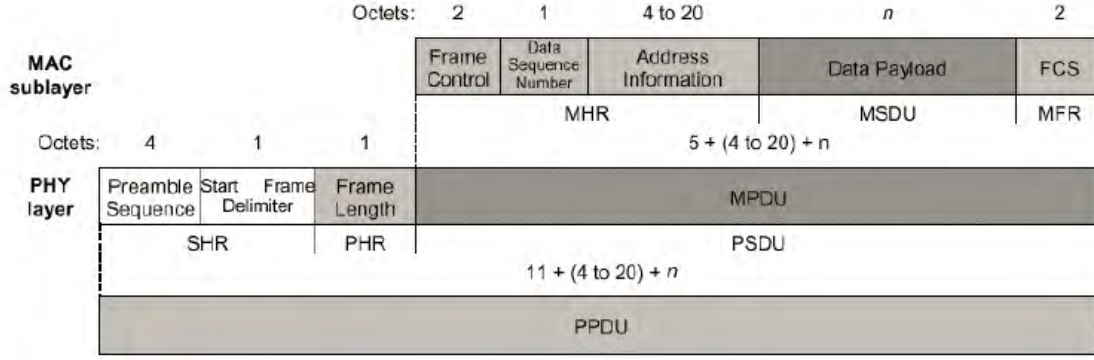 Octets: 2 1 4 to 20 n 2
MAC sublayer
Frame Control
Data Sequence Number
Address Information
Data Payload
FCS
MHR MSDU MFR
Octets: 4 1 1 5 + (4 to 20) + n
PHY layer
Preamble Sequence
Start Frame Delimiter
Frame Length
MPDU
SHR PHR PSDU
11 + (4 to 20) + n
PPDU